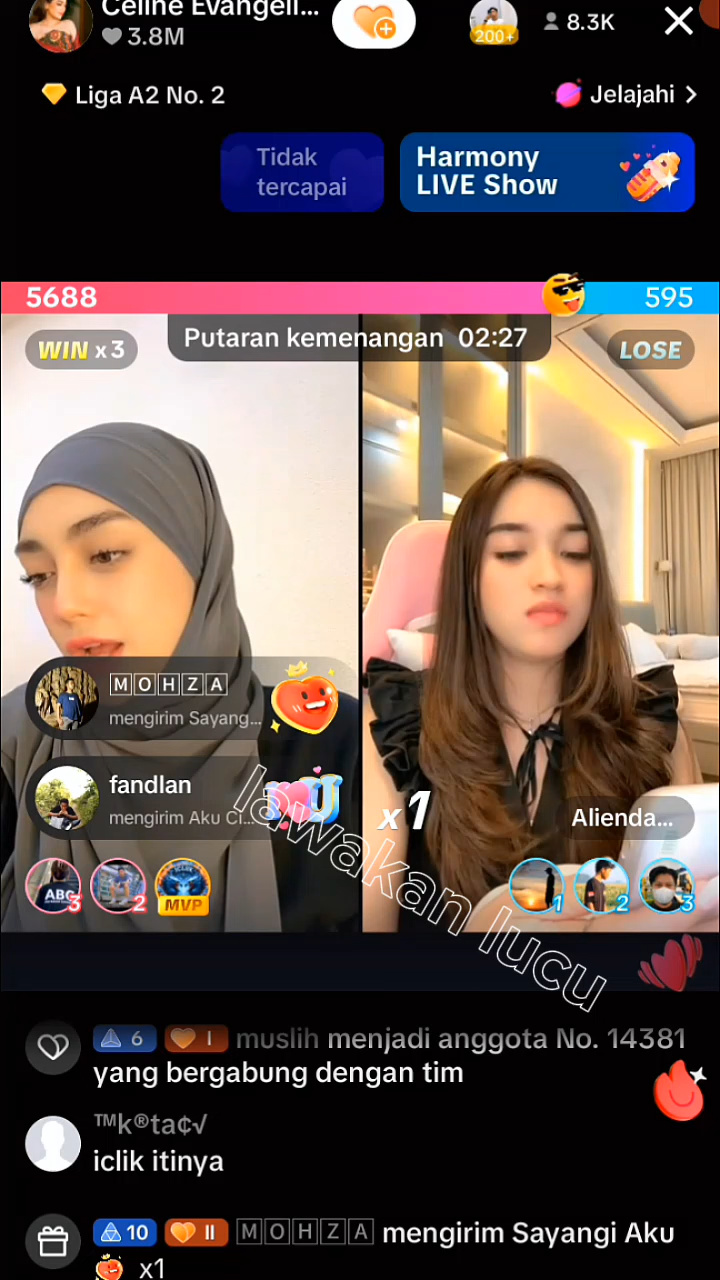 Celine Evangeli...
3.8M
200+
8.3K
Liga A2 No. 2
Jelajahi >
Tidak
tercapai
Harmony
LIVE Show
5688
595
WIN x3
Putaran kemenangan 02:27
LOSE
MOHZA
mengirim Sayang...
fandlan
mengirim Aku Ci...
x1
Alienda...
ABG
3
2
MVP
1
2
3
lawakan lucu
6 I muslih menjadi anggota No. 14381
yang bergabung dengan tim
™k®ta¢√
iclik itinya
10 II MOHZA mengirim Sayangi Aku
x1